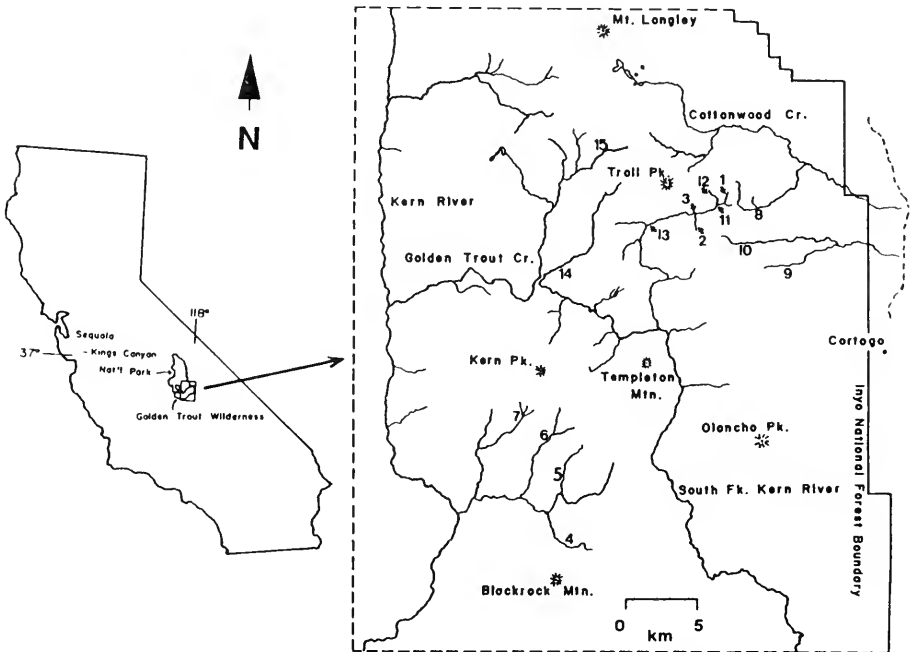 N
118°
37°
Sequoia
- Kings Canyon
Nat'l Park
Golden Trout Wilderness
Mt. Longley
Cottonwood Cr.
15
Troll Pk.
12
1
3
11
8
Kern River
13
2
10
9
Golden Trout Cr.
14
Cartago
Kern Pk.
Templeton
Mtn.
7
6
Olancha Pk.
5
South Fk. Kern River
4
Inyo National Forest Boundary
Blackrock Mtn.
0 5
km